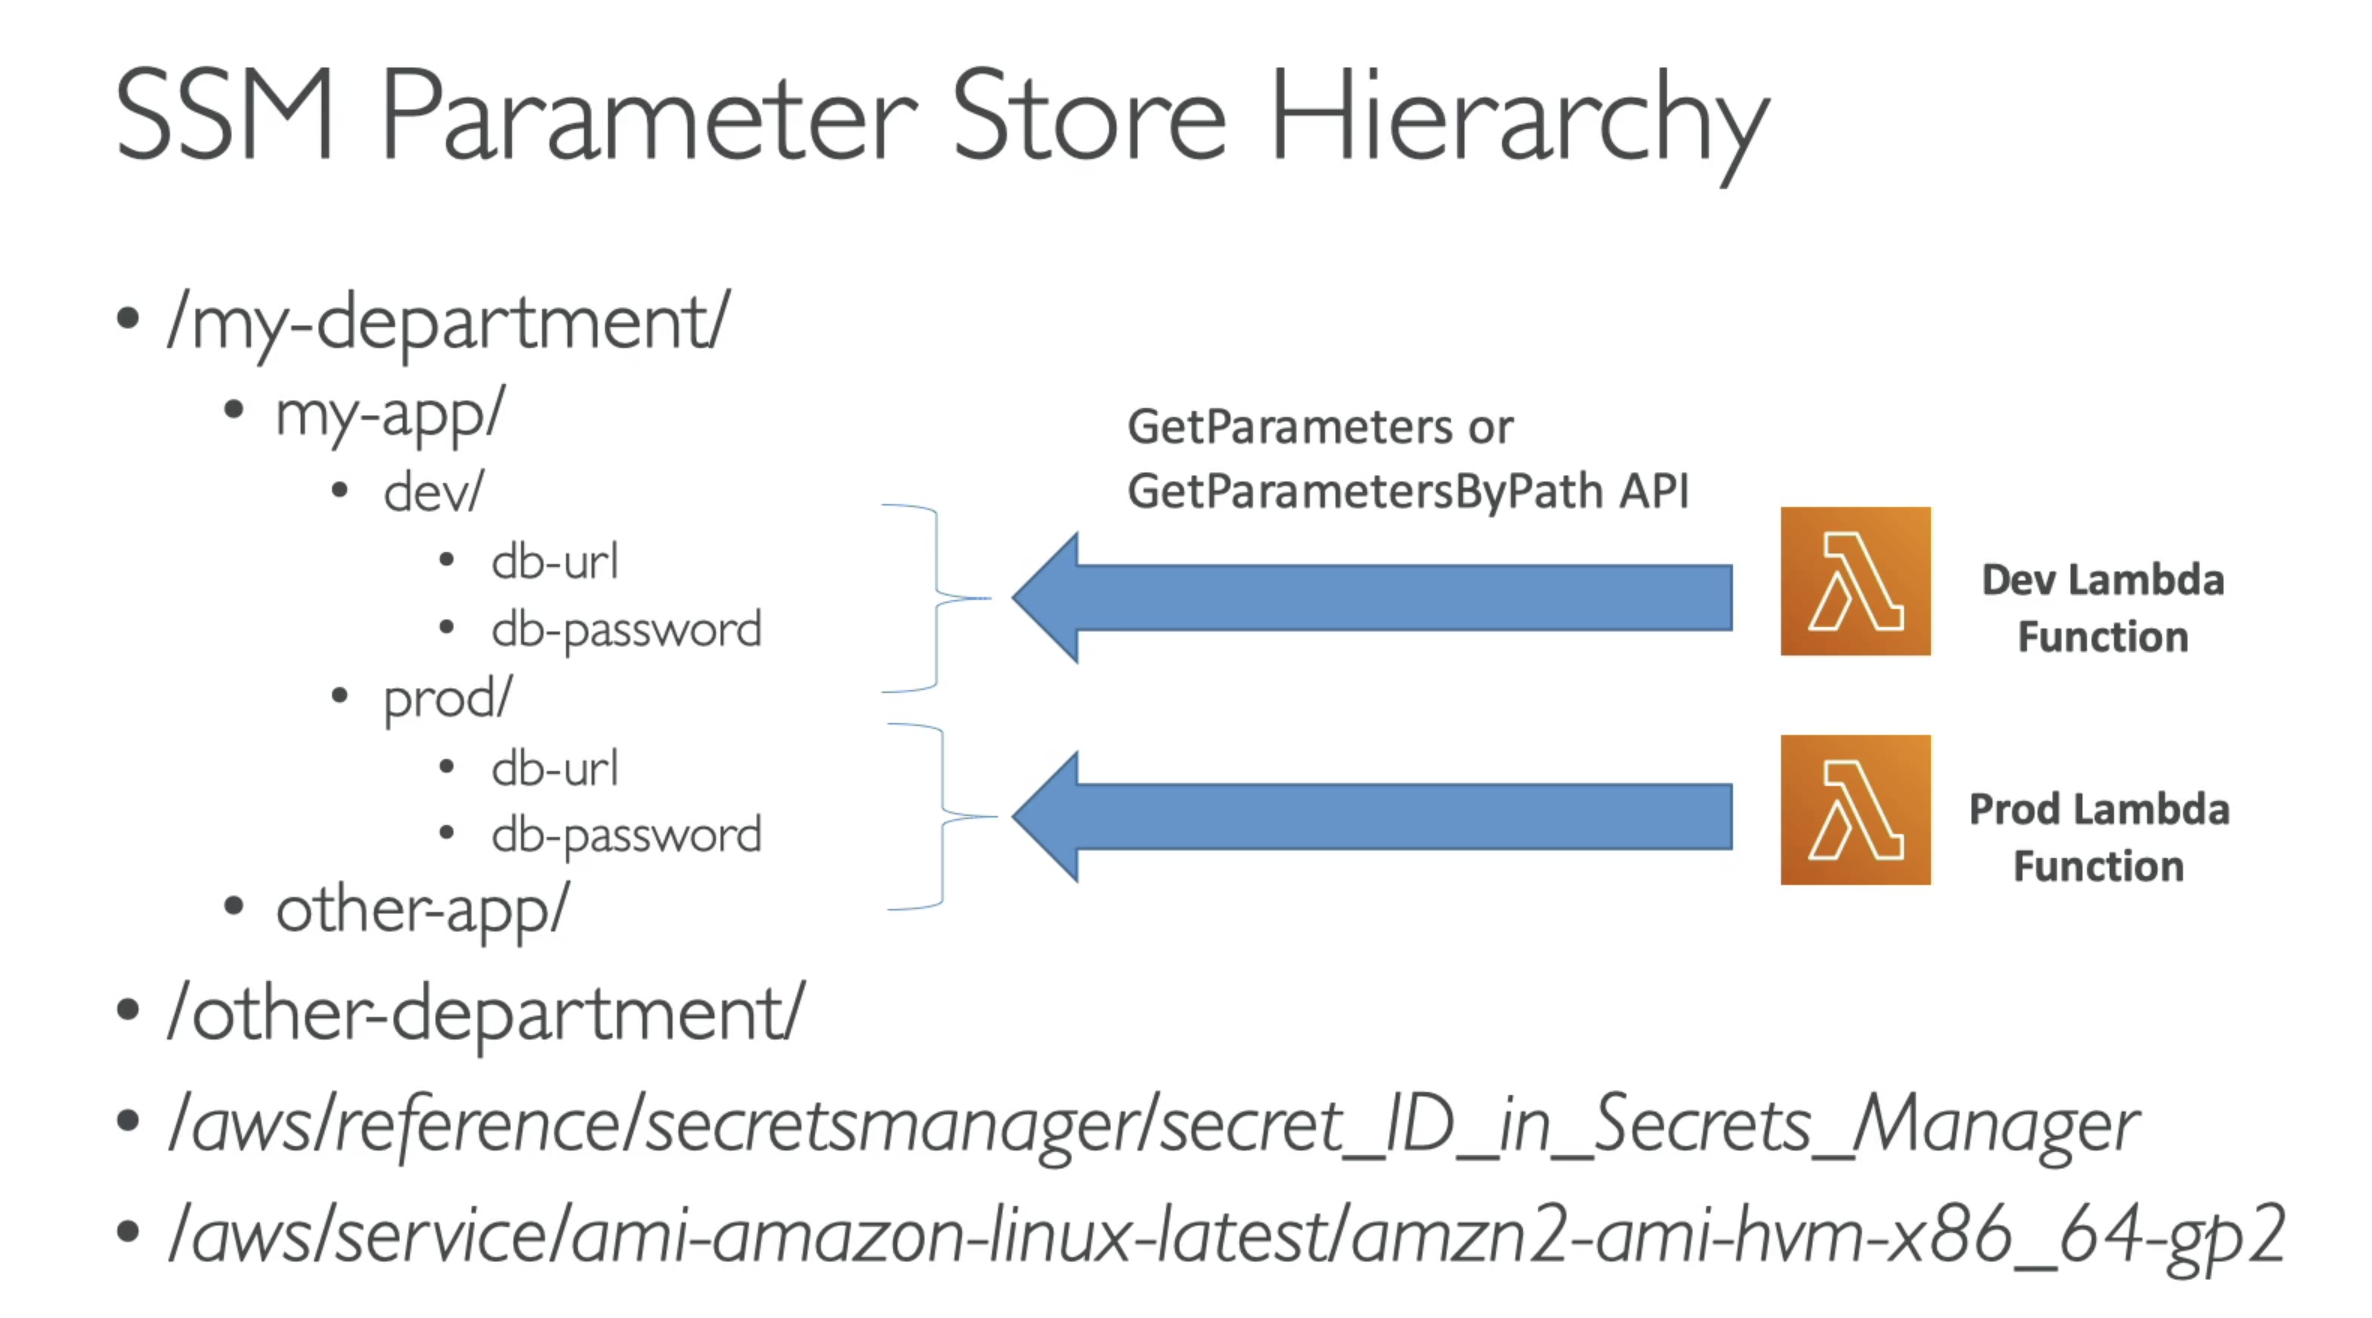 SSM Parameter Store Hierarchy
• /my-department/
• my-app/
• dev/
• db-url
• db-password
• prod/
• db-url
• db-password
• other-app/
• /other-department/
• /aws/reference/secretsmanager/secret_ID_in_Secrets_Manager
• /aws/service/ami-amazon-linux-latest/amzn2-ami-hvm-x86_64-gp2
GetParameters or
GetParametersByPath API
Dev Lambda
Function
Prod Lambda
Function